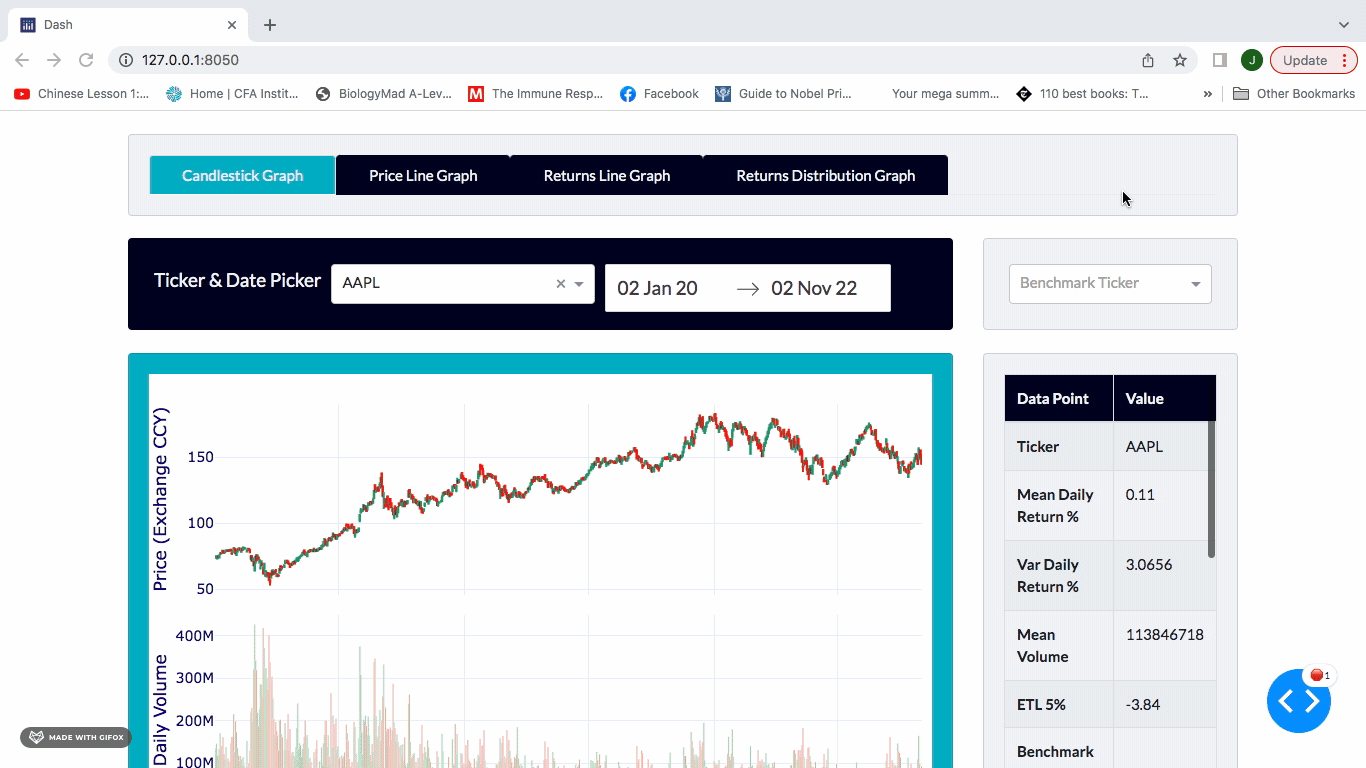 Dash
127.0.0.1:8050
J
Update
Chinese Lesson 1:...
Home | CFA Instit...
BiologyMad A-Lev...
The Immune Resp...
Facebook
Guide to Nobel Pri...
Your mega summ...
110 best books: T...
»
Other Bookmarks
Candlestick Graph
Price Line Graph
Returns Line Graph
Returns Distribution Graph
Ticker & Date Picker
AAPL
02 Jan 20
02 Nov 22
Benchmark Ticker
Price (Exchange CCY)
150
100
50
Daily Volume
400M
300M
200M
100M
Data Point Value
Ticker AAPL
Mean Daily
Return %
0.11
Var Daily
Return %
3.0656
Mean
Volume
113846718
ETL 5% -3.84
Benchmark
1
MADE WITH GIFOX